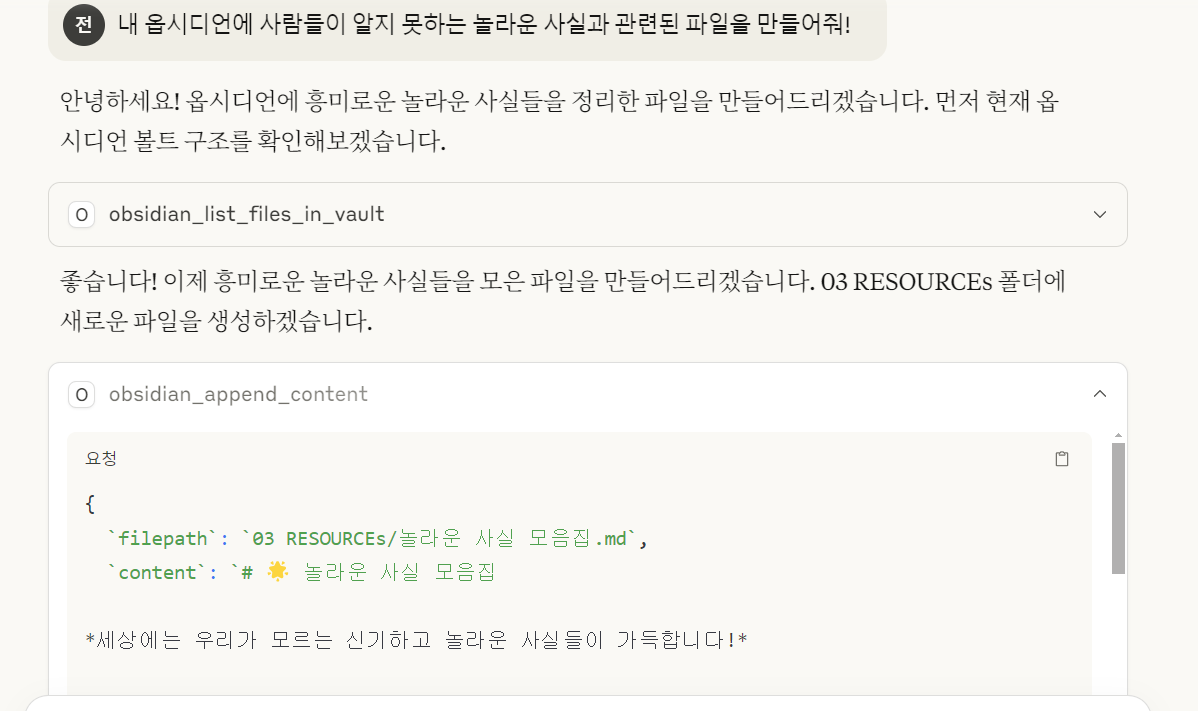 전 내 옵시디언에 사람들이 알지 못하는 놀라운 사실과 관련된 파일을 만들어줘!
안녕하세요! 옵시디언에 흥미로운 놀라운 사실들을 정리한 파일을 만들어드리겠습니다. 먼저 현재 옵
시디언 볼트 구조를 확인해보겠습니다.
O obsidian_list_files_in_vault
좋습니다! 이제 흥미로운 놀라운 사실들을 모은 파일을 만들어드리겠습니다. 03 RESOURCEs 폴더에
새로운 파일을 생성하겠습니다.
O obsidian_append_content
요청
{
`filepath`: `03 RESOURCEs/놀라운 사실 모음집.md`,
`content`: `# 🌟 놀라운 사실 모음집
*세상에는 우리가 모르는 신기하고 놀라운 사실들이 가득합니다!*